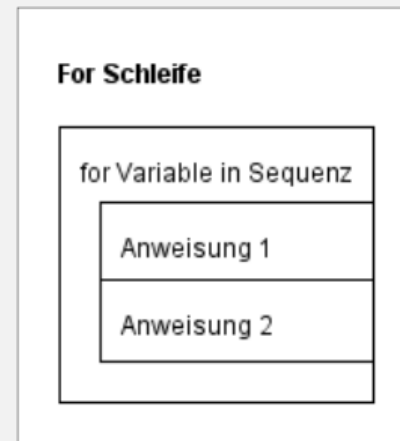 For Schleife
for Variable in Sequenz
Anweisung 1
Anweisung 2